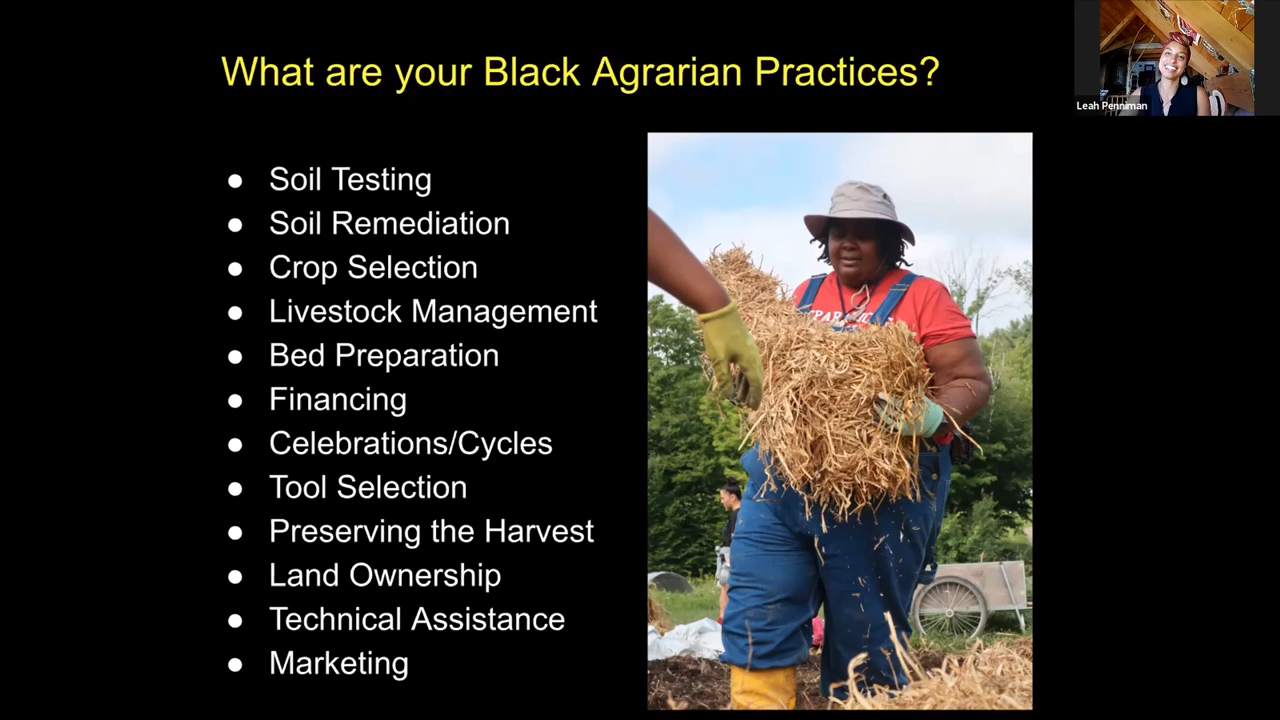 What are your Black Agrarian Practices?
Leah Penniman
● Soil Testing
● Soil Remediation
● Crop Selection
● Livestock Management
● Bed Preparation
● Financing
● Celebrations/Cycles
● Tool Selection
● Preserving the Harvest
● Land Ownership
● Technical Assistance
● Marketing